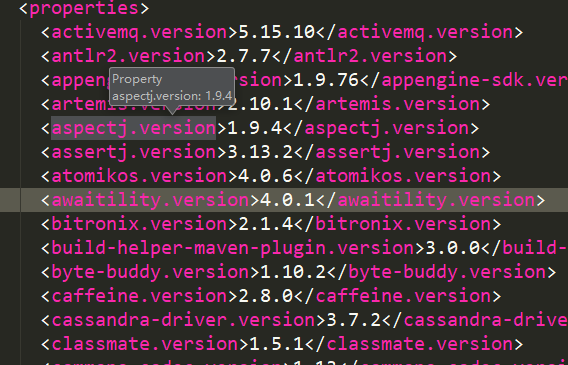 <properties>
<activemq.version>5.15.10</activemq.version>
<antlr2.version>2.7.7</antlr2.version>
Property
aspectj.version: 1.9.4
<appen version>1.9.76</appengine-sdk.ver
<artemis.version>2.10.1</artemis.version>
<aspectj.version>1.9.4</aspectj.version>
<assertj.version>3.13.2</assertj.version>
<atomikos.version>4.0.6</atomikos.version>
<awaitility.version>4.0.1</awaitility.version>
<bitronix.version>2.1.4</bitronix.version>
<build-helper-maven-plugin.version>3.0.0</build-
<byte-buddy.version>1.10.2</byte-buddy.version>
<caffeine.version>2.8.0</caffeine.version>
<cassandra-driver.version>3.7.2</cassandra-drive
<classmate.version>1.5.1</classmate.version>